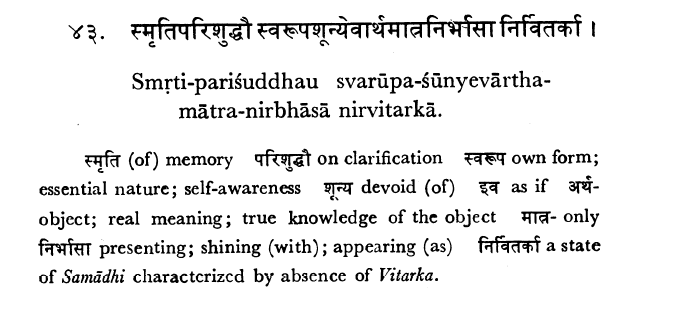 ४३. स्मृतिपरिशुद्धौ स्वरूपशून्येवार्थमात्रनिर्भासा निर्वितर्का ।
Smṛti-pariśuddhau svarūpa-śūnyevārtha-
mātra-nirbhāsā nirvitarkā.
स्मृति (of) memory परिशुद्धौ on clarification स्वरूप own form;
essential nature; self-awareness शून्य devoid (of) इव as if अर्थ-
object; real meaning; true knowledge of the object मात्र- only
निर्भासा presenting; shining (with); appearing (as) निर्वितर्का a state
of Samādhi characterized by absence of Vitarka.